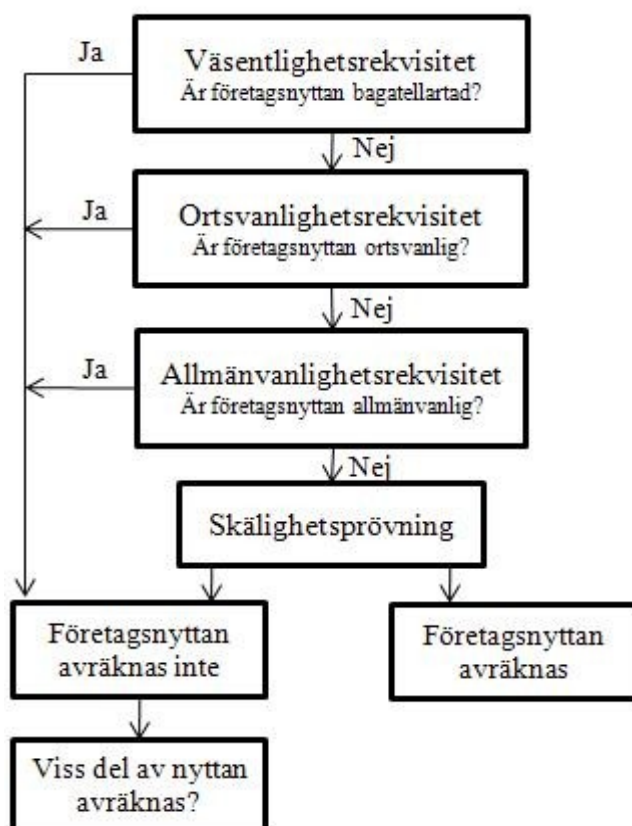 Ja
Väsentlighetsrekvisitet
Är företagsnyttan bagatellartad?
Nej
Ja
Ortsvanlighetsrekvisitet
Är företagsnyttan ortsvanlig?
Nej
Ja
Allmänvanlighetsrekvisitet
Är företagsnyttan allmänvanlig?
Nej
Skälighetsprövning
Företagsnyttan
avräknas inte
Företagsnyttan
avräknas
Viss del av nyttan
avräknas?